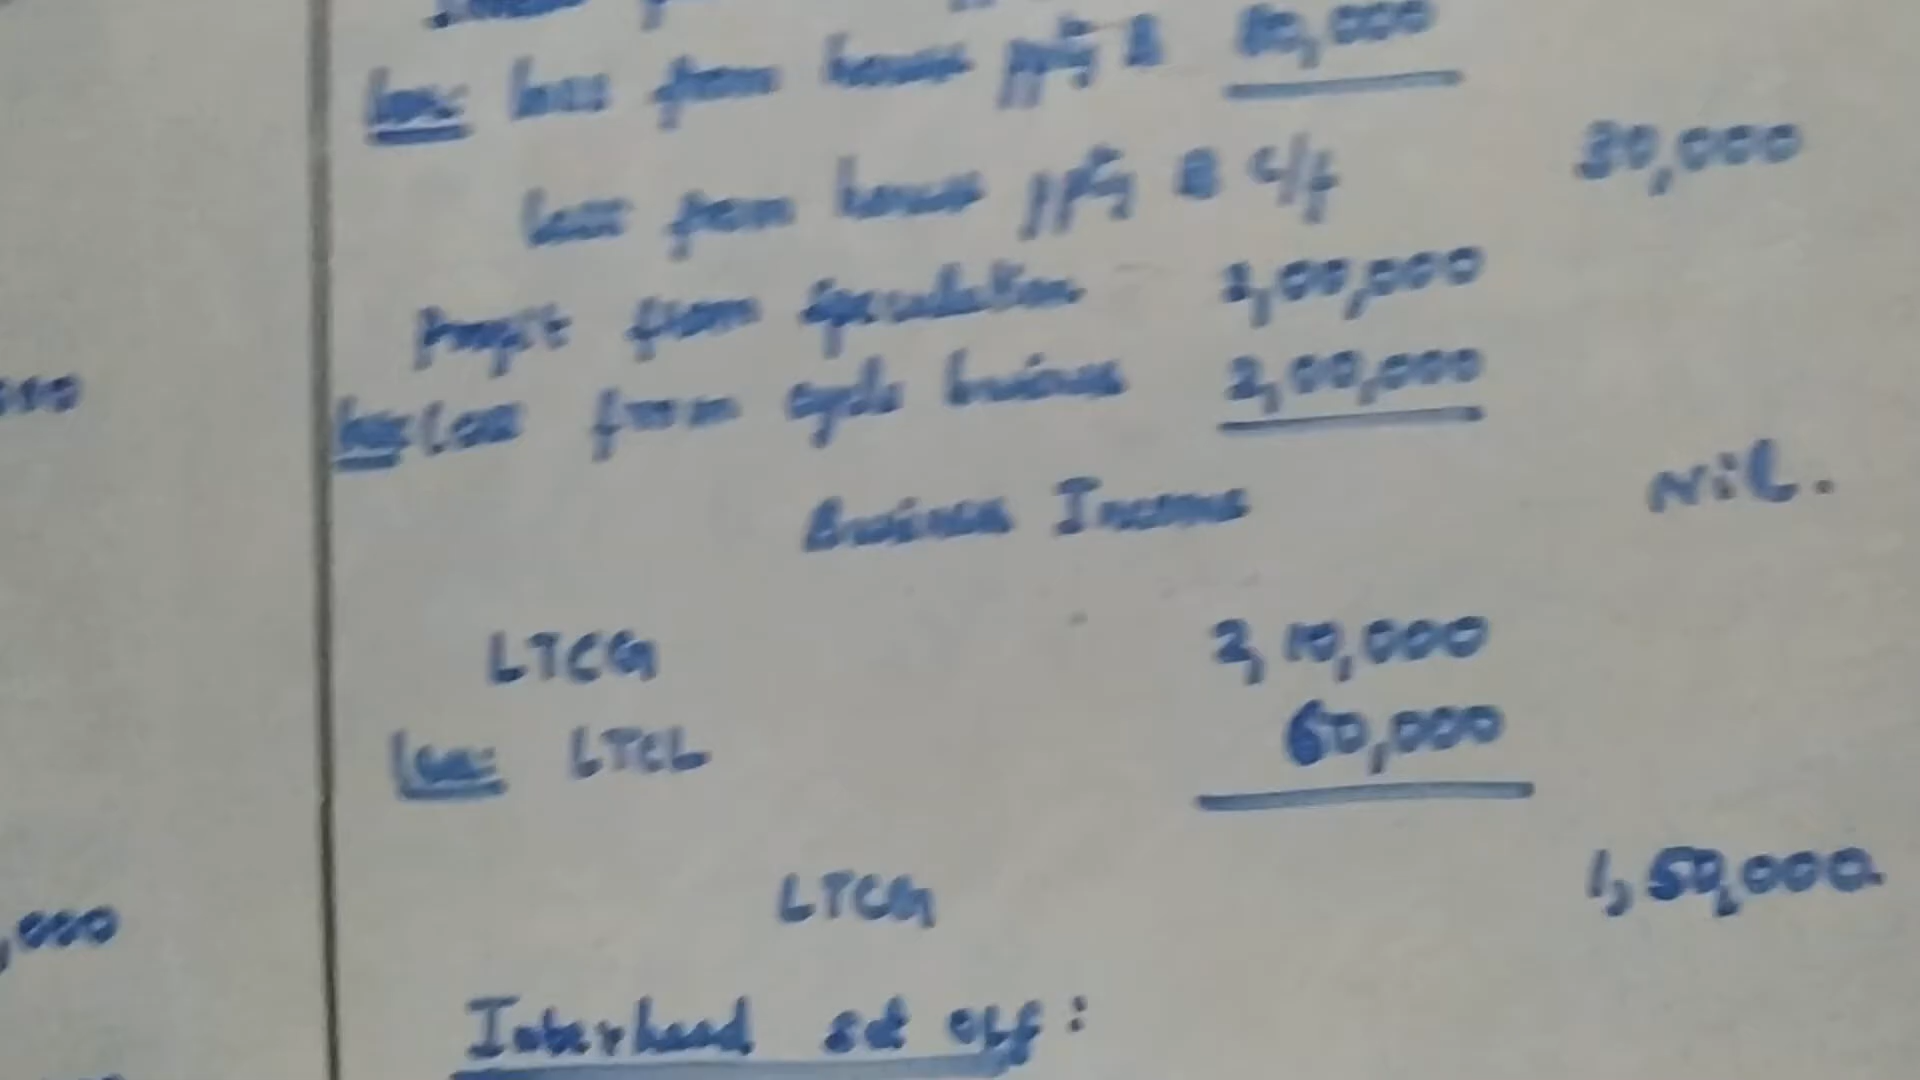 Less: Loss from house ppty B 80,000
Loss from house ppty B c/f 30,000
Profit from speculation 2,00,000
Less: Loss from cycle business 2,00,000
Business Income Nil.
LTCG 2,10,000
Less: LTCL 60,000
LTCG 1,50,000
Interhead set off: